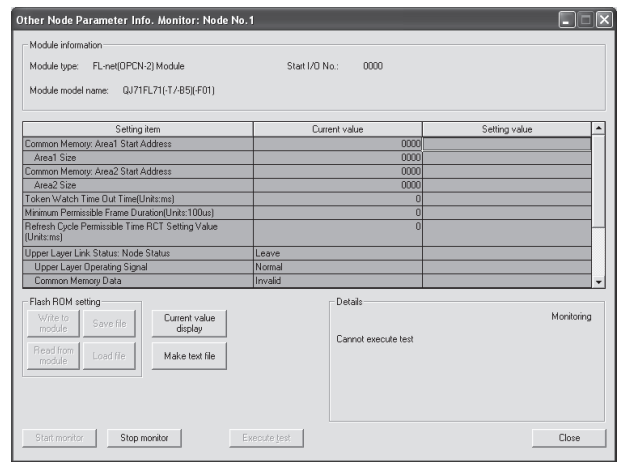 Other Node Parameter Info. Monitor: Node No.1
Module information
Module type: FL-net(OPCN-2) Module Start I/O No.: 0000
Module model name: QJ71FL71(-T/-B5)(-F01)
Setting item Current value Setting value
Common Memory: Area1 Start Address 0000
Area1 Size 0000
Common Memory: Area2 Start Address 0000
Area2 Size 0000
Token Watch Time Out Time(Units:ms) 0
Minimum Permissible Frame Duration(Units:100us) 0
Refresh Cycle Permissible Time RCT Setting Value 0
(Units:ms)
Upper Layer Link Status: Node Status Leave
Upper Layer Operating Signal Normal
Common Memory Data Invalid
Flash ROM setting
Write to
module
Save file
Current value
display
Read from
module
Load file
Make text file
Details
Monitoring
Cannot execute test
Start monitor Stop monitor Execute test Close